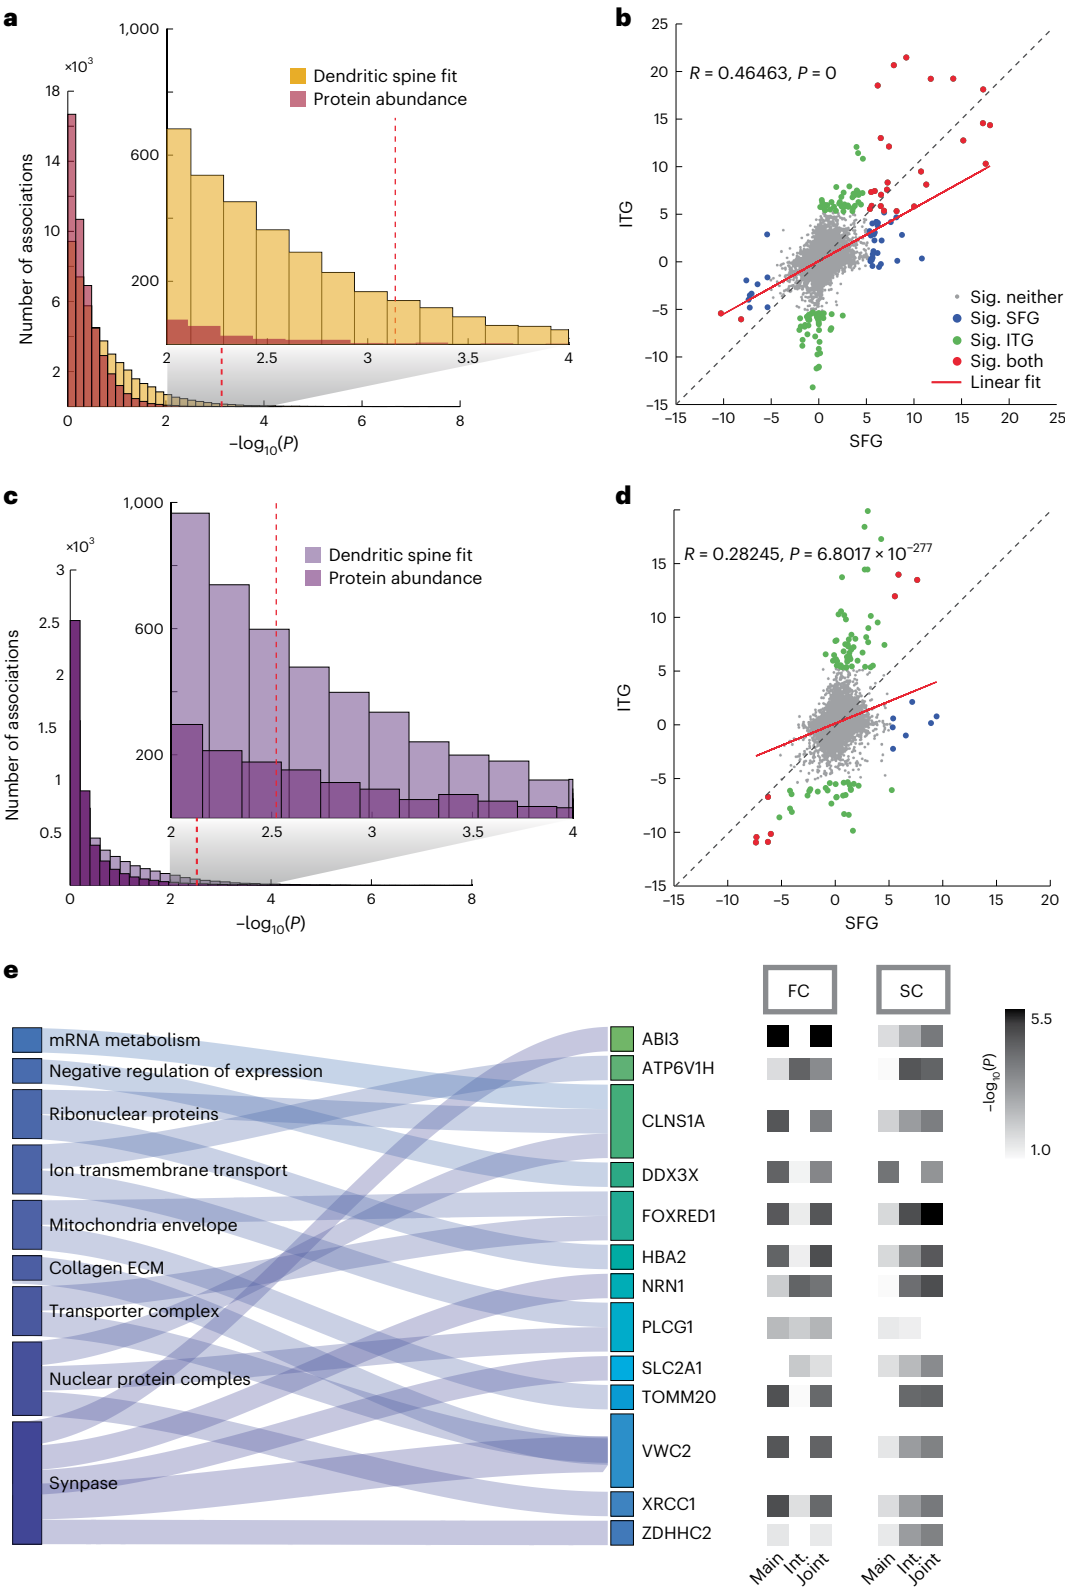 a
×10³
18
14
10
6
2
Number of associations
0 2 4 6 8
–log₁₀(P)
1,000
600
200
2 2.5 3 3.5 4
Dendritic spine fit
Protein abundance
b
25
20
15
10
5
0
–5
–10
–15
ITG
R = 0.46463, P = 0
Sig. neither
Sig. SFG
Sig. ITG
Sig. both
Linear fit
–15 –10 –5 0 5 10 15 20 25
SFG
c
×10³
3
2.5
2
1.5
1
0.5
Number of associations
0 2 4 6 8
–log₁₀(P)
1,000
600
200
2 2.5 3 3.5 4
Dendritic spine fit
Protein abundance
d
15
10
5
0
–5
–10
–15
ITG
R = 0.28245, P = 6.8017 × 10⁻²⁷⁷
–15 –10 –5 0 5 10 15 20
SFG
e
FC SC
mRNA metabolism
Negative regulation of expression
Ribonuclear proteins
Ion transmembrane transport
Mitochondria envelope
Collagen ECM
Transporter complex
Nuclear protein comples
Synpase
ABI3
ATP6V1H
CLNS1A
DDX3X
FOXRED1
HBA2
NRN1
PLCG1
SLC2A1
TOMM20
VWC2
XRCC1
ZDHHC2
Main Int. Joint Main Int. Joint
5.5
–log₁₀(P)
1.0